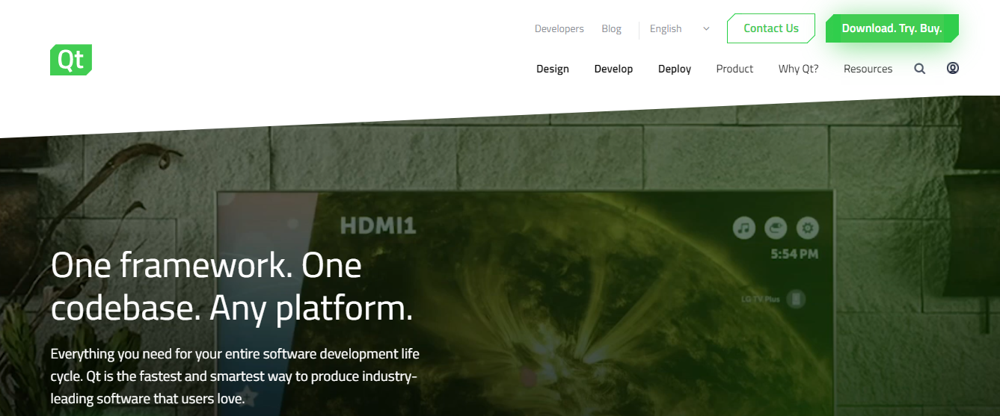 Developers Blog English Contact Us Download. Try. Buy.
Qt
Design Develop Deploy Product Why Qt? Resources
HDMI1
5:54 PM
LG TV Plus
One framework. One
codebase. Any platform.
Everything you need for your entire software development life
cycle. Qt is the fastest and smartest way to produce industry-
leading software that users love.